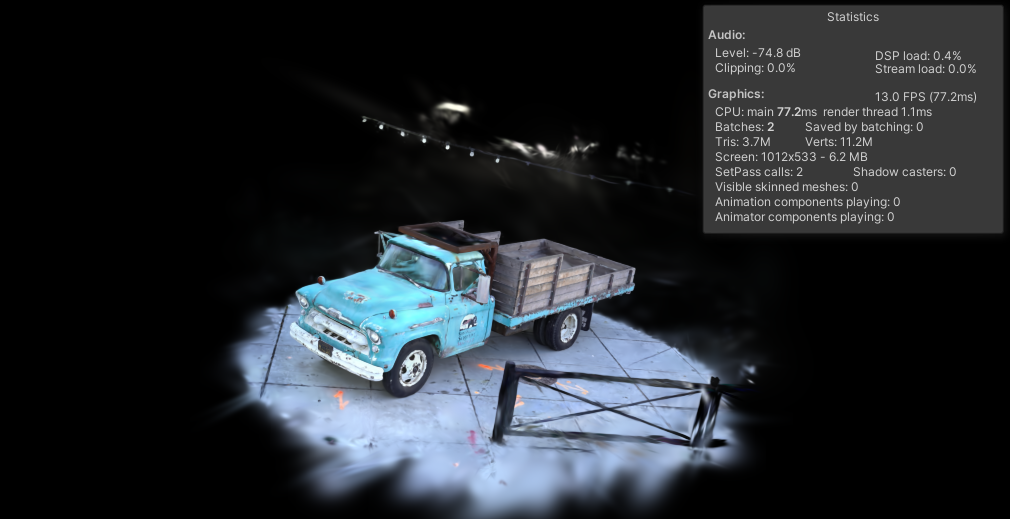 Statistics
Audio:
Level: -74.8 dB
DSP load: 0.4%
Clipping: 0.0%
Stream load: 0.0%
Graphics:
13.0 FPS (77.2ms)
CPU: main 77.2ms render thread 1.1ms
Batches: 2 Saved by batching: 0
Tris: 3.7M Verts: 11.2M
Screen: 1012x533 - 6.2 MB
SetPass calls: 2 Shadow casters: 0
Visible skinned meshes: 0
Animation components playing: 0
Animator components playing: 0